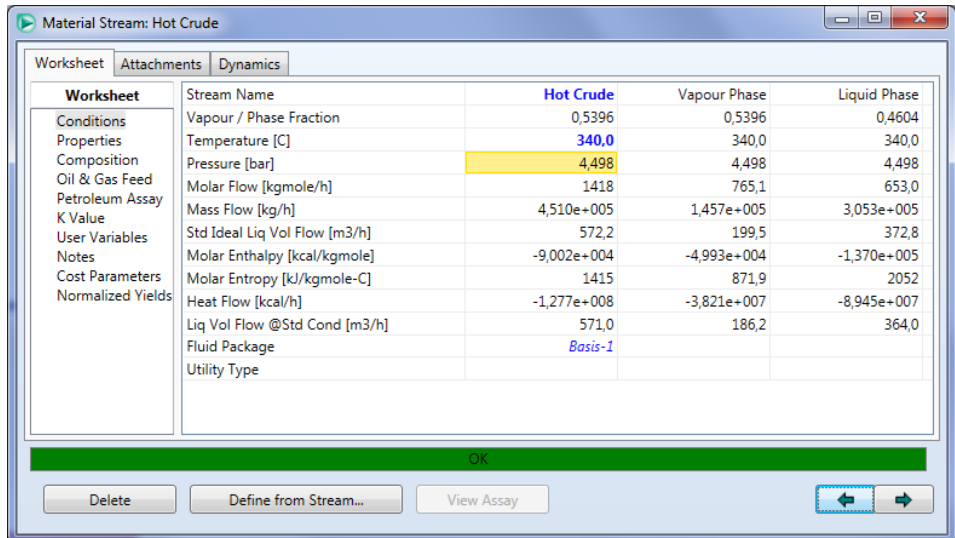 Material Stream: Hot Crude
Worksheet Attachments Dynamics
Worksheet
Conditions
Properties
Composition
Oil & Gas Feed
Petroleum Assay
K Value
User Variables
Notes
Cost Parameters
Normalized Yields
Stream Name Hot Crude Vapour Phase Liquid Phase
Vapour / Phase Fraction 0,5396 0,5396 0,4604
Temperature [C] 340,0 340,0 340,0
Pressure [bar] 4,498 4,498 4,498
Molar Flow [kgmole/h] 1418 765,1 653,0
Mass Flow [kg/h] 4,510e+005 1,457e+005 3,053e+005
Std Ideal Liq Vol Flow [m3/h] 572,2 199,5 372,8
Molar Enthalpy [kcal/kgmole] -9,002e+004 -4,993e+004 -1,370e+005
Molar Entropy [kJ/kgmole-C] 1415 871,9 2052
Heat Flow [kcal/h] -1,277e+008 -3,821e+007 -8,945e+007
Liq Vol Flow @Std Cond [m3/h] 571,0 186,2 364,0
Fluid Package Basis-1
Utility Type
OK
Delete Define from Stream... View Assay